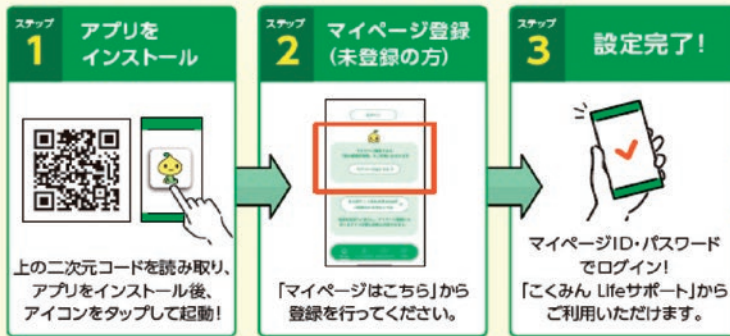 ステップ
1
アプリを
インストール
上の二次元コードを読み取り、
アプリをインストール後、
アイコンをタップして起動!
ステップ
2
マイページ登録
(未登録の方)
「マイページはこちら」から
登録を行ってください。
ステップ
3
設定完了!
マイページID・パスワード
でログイン!
「こくみん Lifeサポート」から
ご利用いただけます。